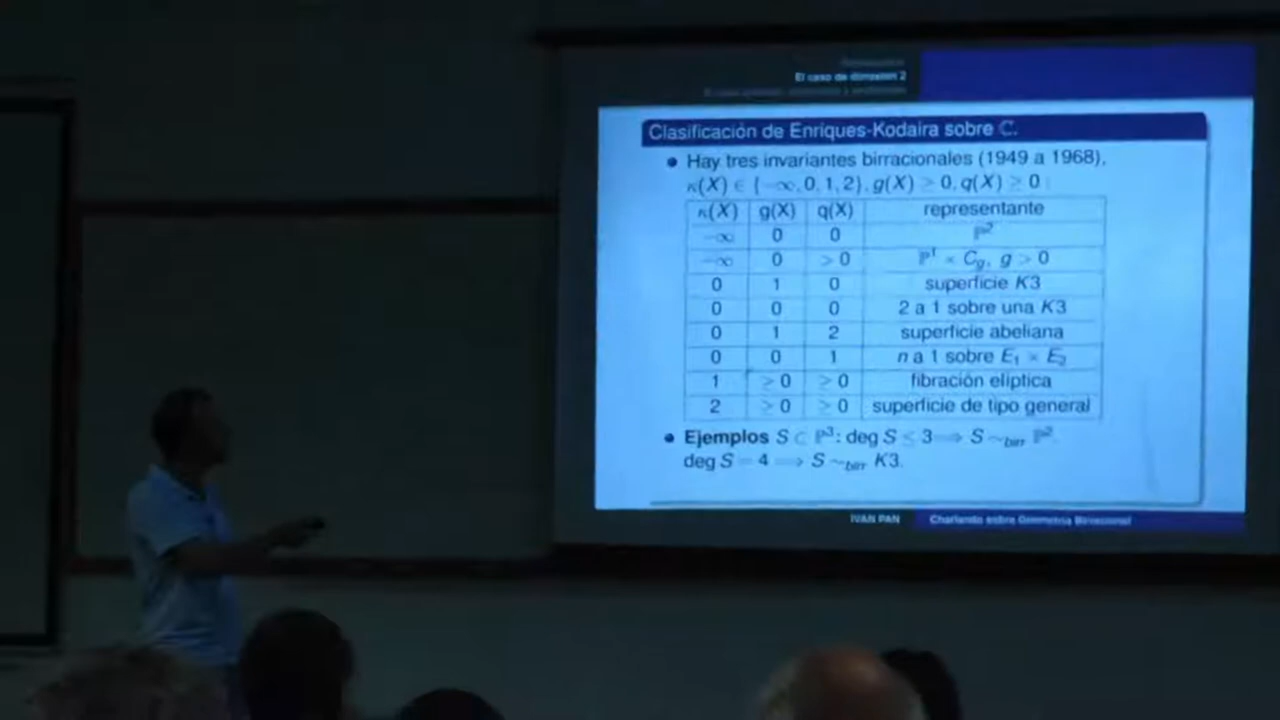 El caso de dimension 2
Clasificación de Enriques-Kodaira sobre ℂ.
• Hay tres invariantes birracionales (1949 a 1968),
κ(X) ∈ {−∞, 0, 1, 2}, g(X) ≥ 0, q(X) ≥ 0
κ(X) g(X) q(X) representante
−∞ 0 0 ℙ²
−∞ 0 > 0 ℙ¹ × C_g, g > 0
0 1 0 superficie K3
0 0 0 2 a 1 sobre una K3
0 1 2 superficie abeliana
0 0 1 n a 1 sobre E₁ × E₂
1 ≥ 0 ≥ 0 fibración elíptica
2 ≥ 0 ≥ 0 superficie de tipo general
• Ejemplos S ⊂ ℙ³: deg S ≤ 3 ⟹ S ∼birr ℙ².
deg S = 4 ⟹ S ∼birr K3.
IVAN PAN Charlando sobre Geometría Birracional